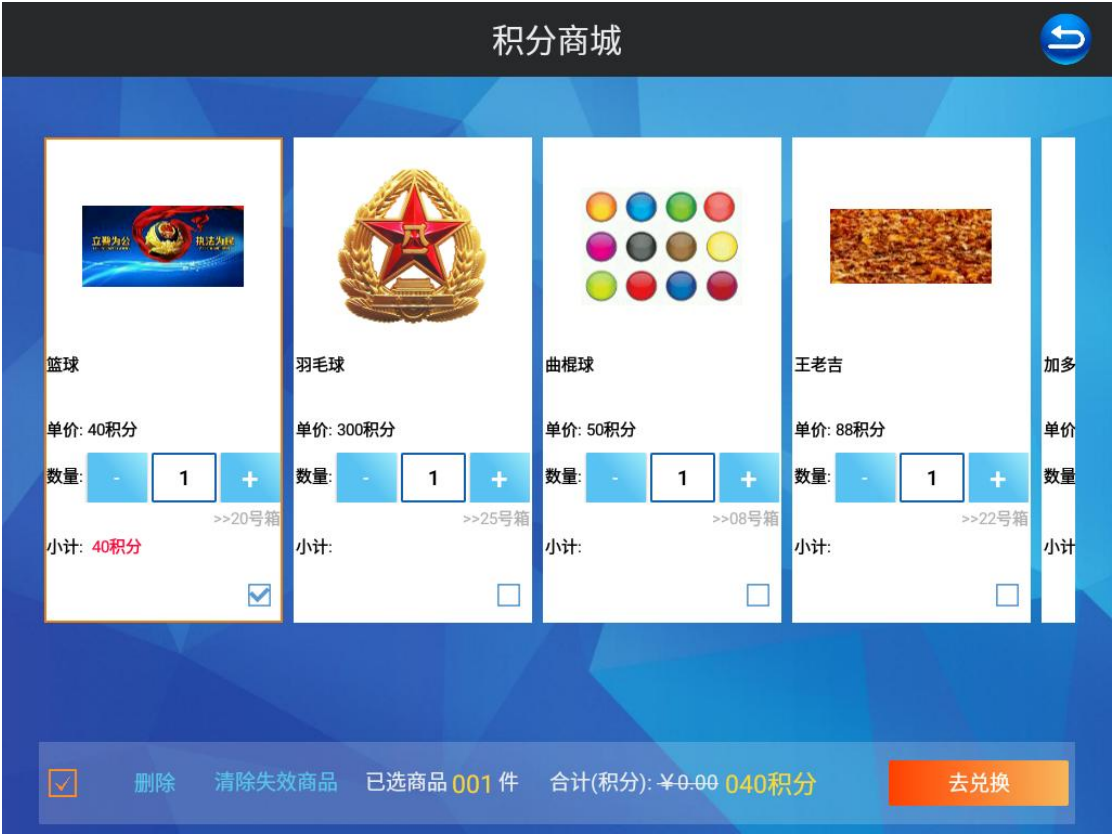 积分商城
立警为公
执法为民
八一
篮球
单价: 40积分
数量: - 1 +
>>20号箱
小计: 40积分
羽毛球
单价: 300积分
数量: - 1 +
>>25号箱
小计:
曲棍球
单价: 50积分
数量: - 1 +
>>08号箱
小计:
王老吉
单价: 88积分
数量: - 1 +
>>22号箱
小计:
加多
单价
数量
小计
删除 清除失效商品 已选商品 001 件 合计(积分): ￥0.00 040积分 去兑换